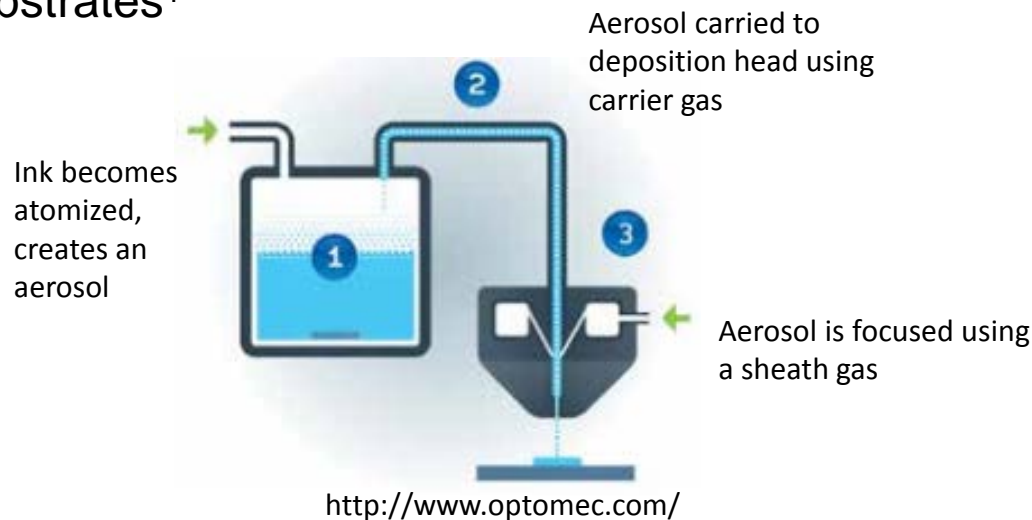 Aerosol carried to
deposition head using
carrier gas
2
Ink becomes
atomized,
creates an
aerosol
1
3
Aerosol is focused using
a sheath gas
http://www.optomec.com/